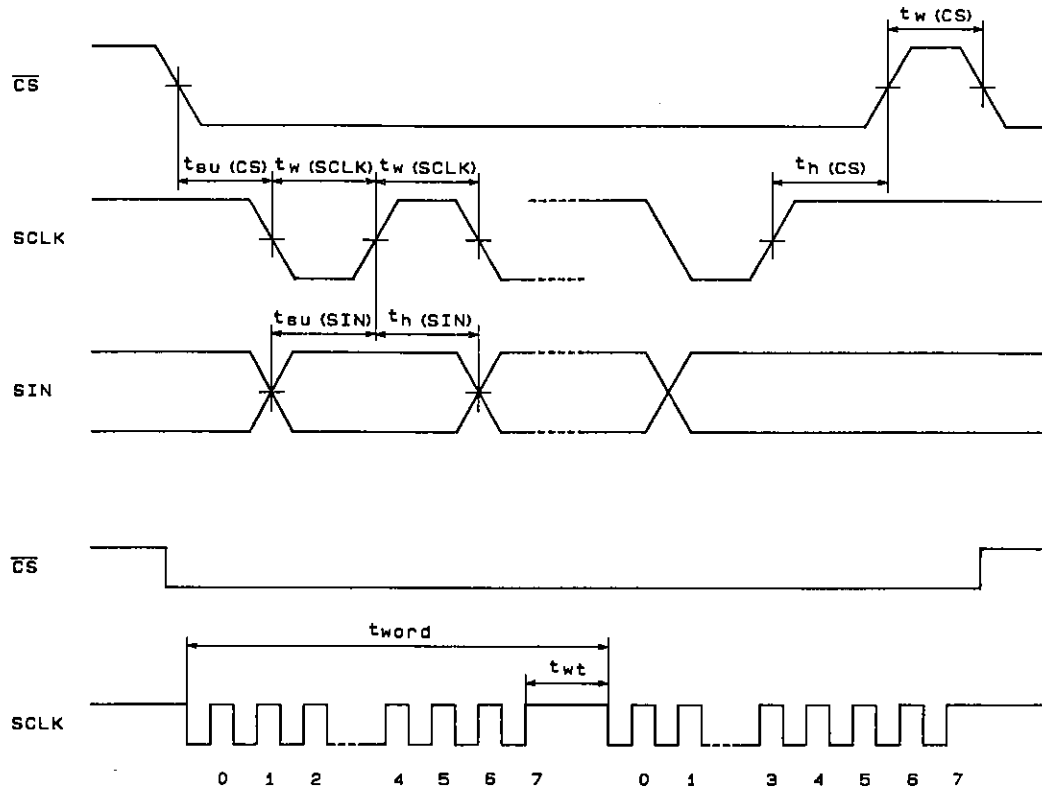 tw (CS)
CS
tsu (CS) tw (SCLK) tw (SCLK) th (CS)
SCLK
tsu (SIN) th (SIN)
SIN
CS
tword
twt
SCLK
0 1 2 4 5 6 7 0 1 3 4 5 6 7